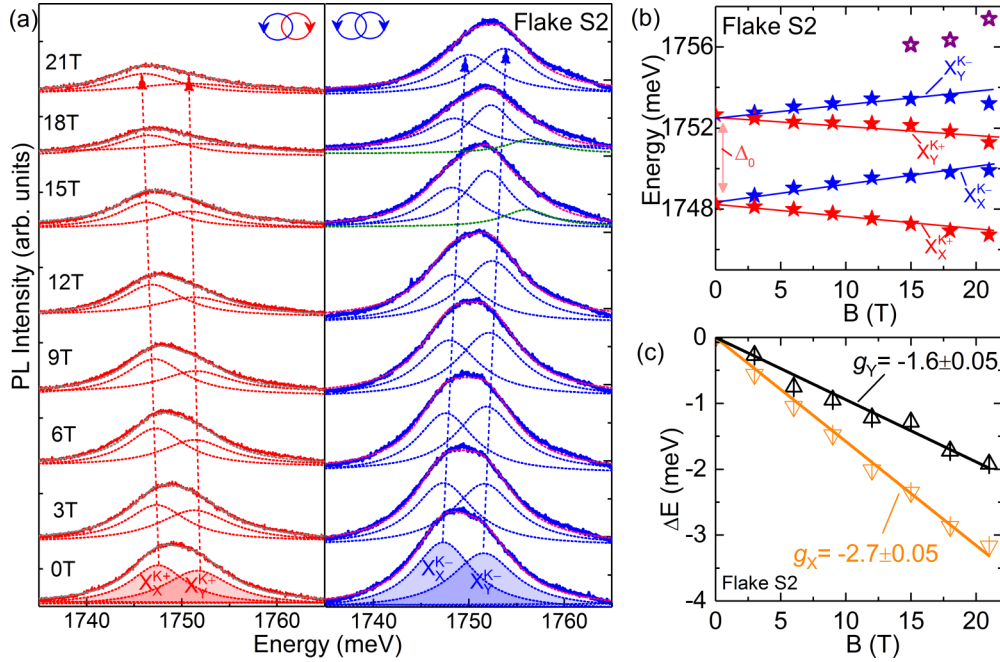 (a)
Flake S2
PL Intensity (arb. units)
21T
18T
15T
12T
9T
6T
3T
0T
X_X^{K+} X_Y^{K+}
X_X^{K-} X_Y^{K-}
1740 1750 1760 1740 1750 1760
Energy (meV)
(b) Flake S2
Energy (meV)
1756
1752
1748
X_Y^{K-}
Δ_0
X_Y^{K+}
X_X^{K-}
X_X^{K+}
0 5 10 15 20
B (T)
(c)
ΔE (meV)
0
-1
-2
-3
-4
g_Y= -1.6±0.05
g_X= -2.7±0.05
Flake S2
0 5 10 15 20
B (T)